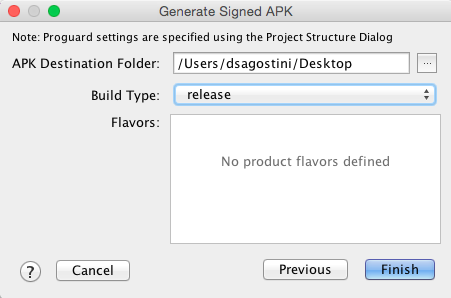 Generate Signed APK
Note: Proguard settings are specified using the Project Structure Dialog
APK Destination Folder: /Users/dsagostini/Desktop ...
Build Type: release
Flavors:
No product flavors defined
? Cancel Previous Finish